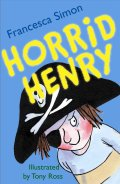 Francesca Simon
HORRID
HENRY
Illustrated
by Tony Ross